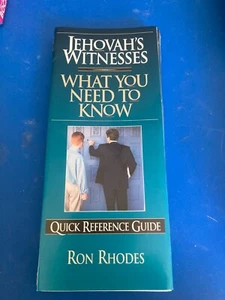 JEHOVAH'S
WITNESSES
WHAT YOU
NEED TO
KNOW
QUICK REFERENCE GUIDE
RON RHODES